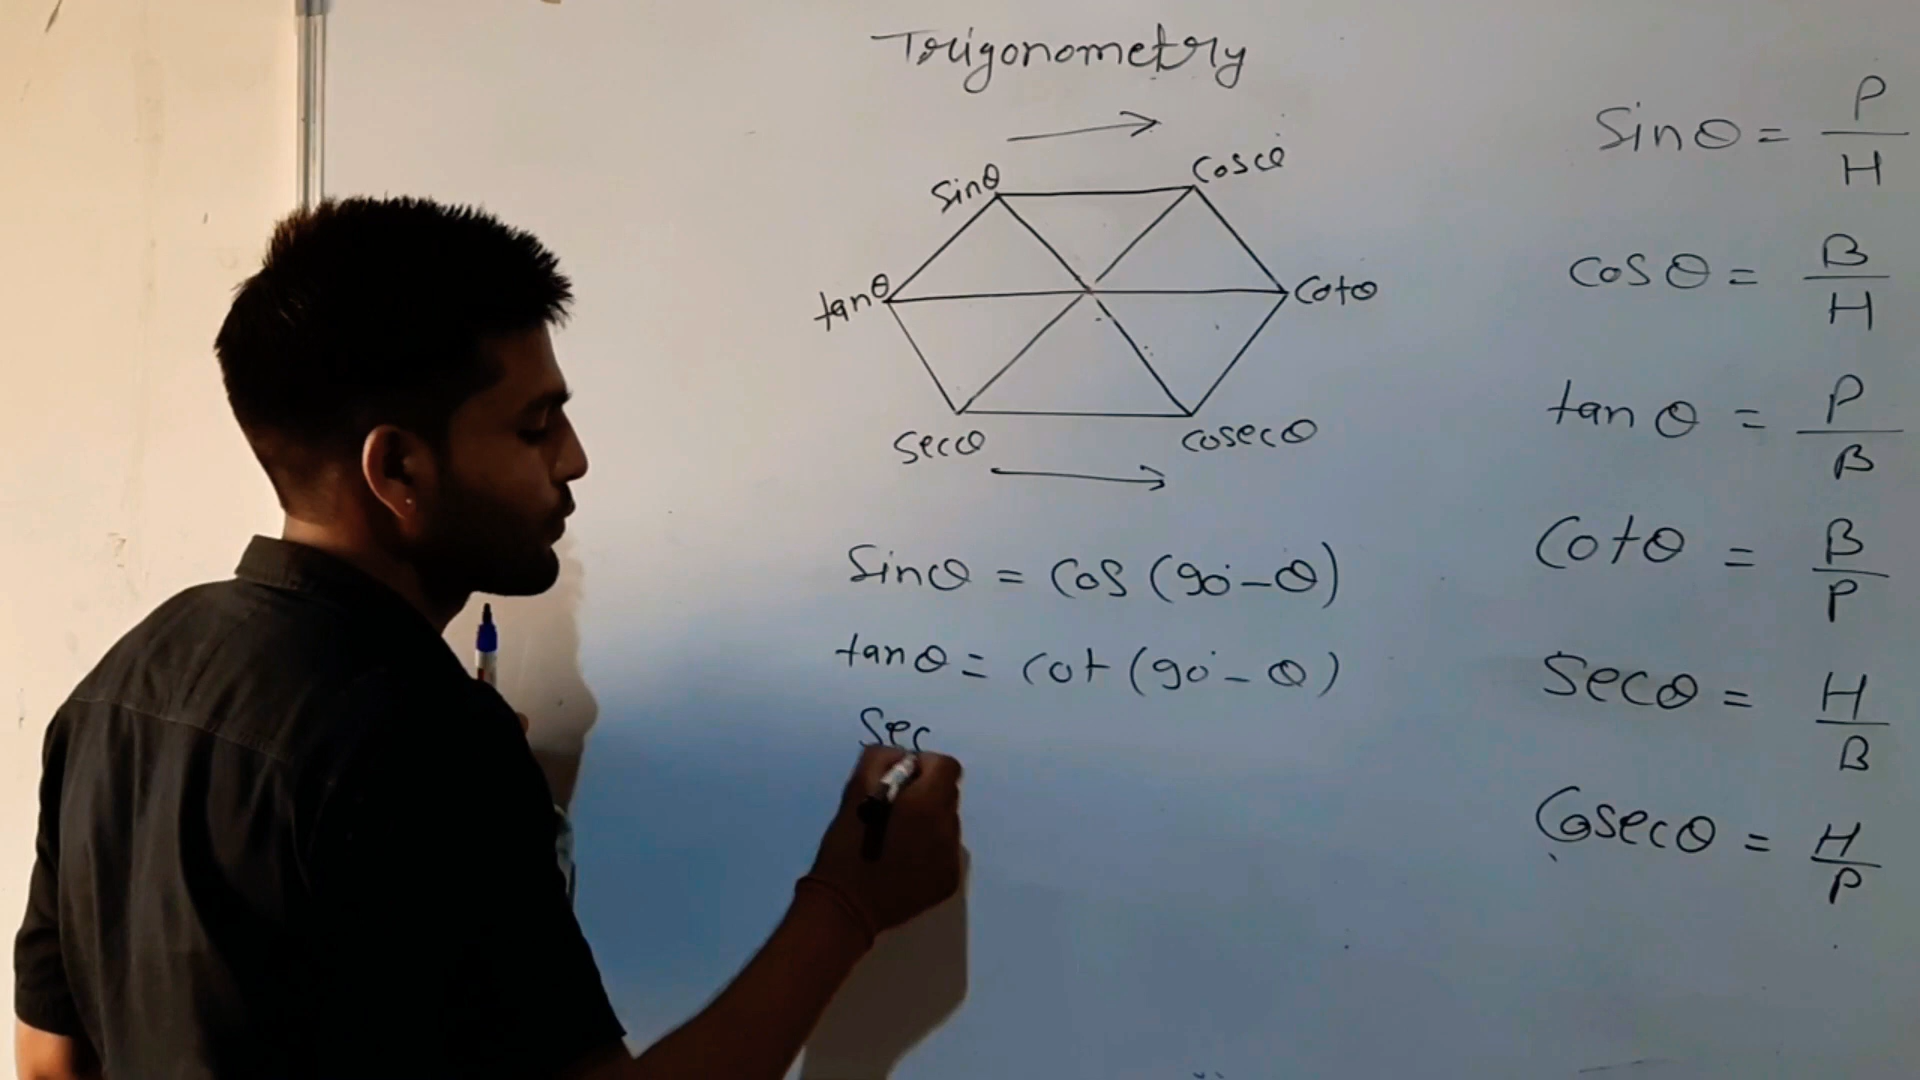 Trigonometry
Sinθ
Cosθ
tanθ
Cotθ
Secθ
Cosecθ
Sinθ = Cos (90° - θ)
tanθ = Cot (90° - θ)
Sec
Sinθ = P/H
Cosθ = B/H
tanθ = P/B
Cotθ = B/P
Secθ = H/B
Cosecθ = H/P